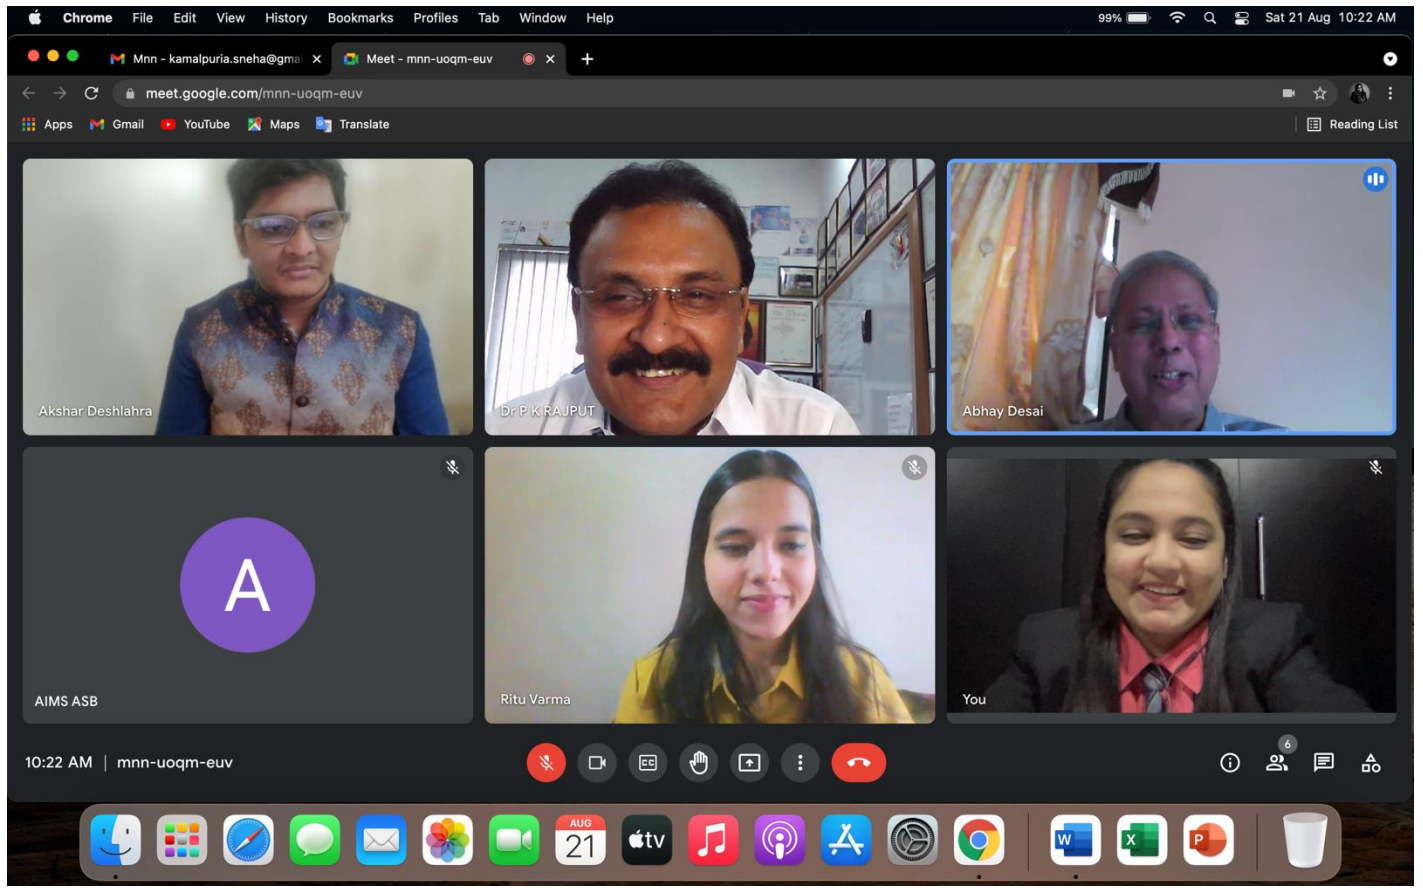 Chrome File Edit View History Bookmarks Profiles Tab Window Help 99% Sat 21 Aug 10:22 AM
Mnn - kamalpuria.sneha@gmai Meet - mnn-uoqm-euv
meet.google.com/mnn-uoqm-euv
Apps Gmail YouTube Maps Translate Reading List
Akshar Deshlahra Dr P K RAJPUT Abhay Desai
A
AIMS ASB Ritu Varma You
10:22 AM | mnn-uoqm-euv CC 6
AUG
21 tv W X P